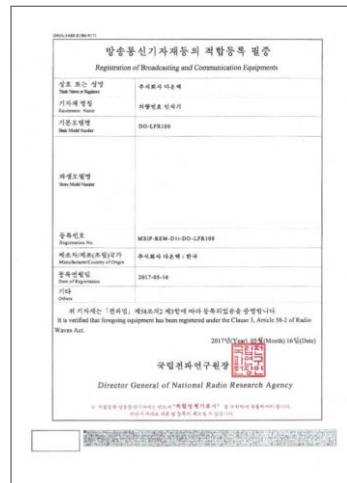 방송통신기자재등의 적합등록 필증
Registration of Broadcasting and Communication Equipments
상호 또는 성명
Trade Name or Registrant
주식회사 다온텍
기자재 명칭
Equipment Name
차량번호 인식기
기본모델명
Basic Model Number
DO-LPR100
파생모델명
Series Model Number
등록번호
Registration No.
MSIP-REM-D1t-DO-LPR100
제조자/제조(조립)국가
Manufacturer/Country of Origin
주식회사 다온텍 / 한국
등록연월일
Date of Registration
2017-05-16
기타
Others
위 기자재는 「전파법」 제58조의2 제3항에 따라 등록되었음을 증명합니다.
It is verified that foregoing equipment has been registered under the Clause 3, Article 58-2 of Radio
Waves Act.
2017년(Year) 05월(Month) 16일(Date)
국립전파연구원장
Director General of National Radio Research Agency